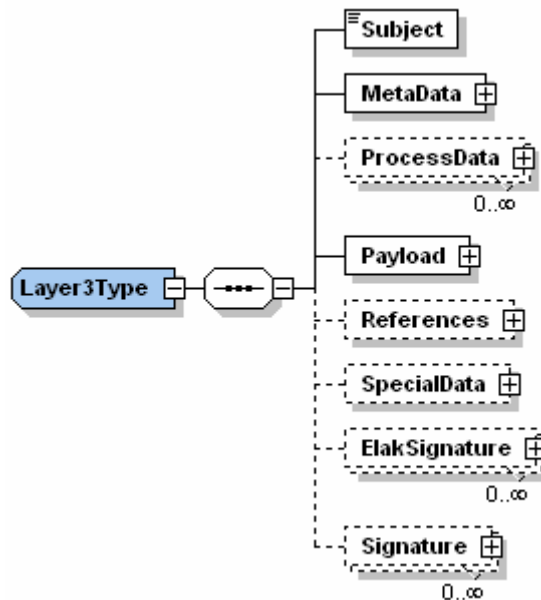 Subject
MetaData
ProcessData
0..∞
Payload
Layer3Type
References
SpecialData
ElakSignature
0..∞
Signature
0..∞